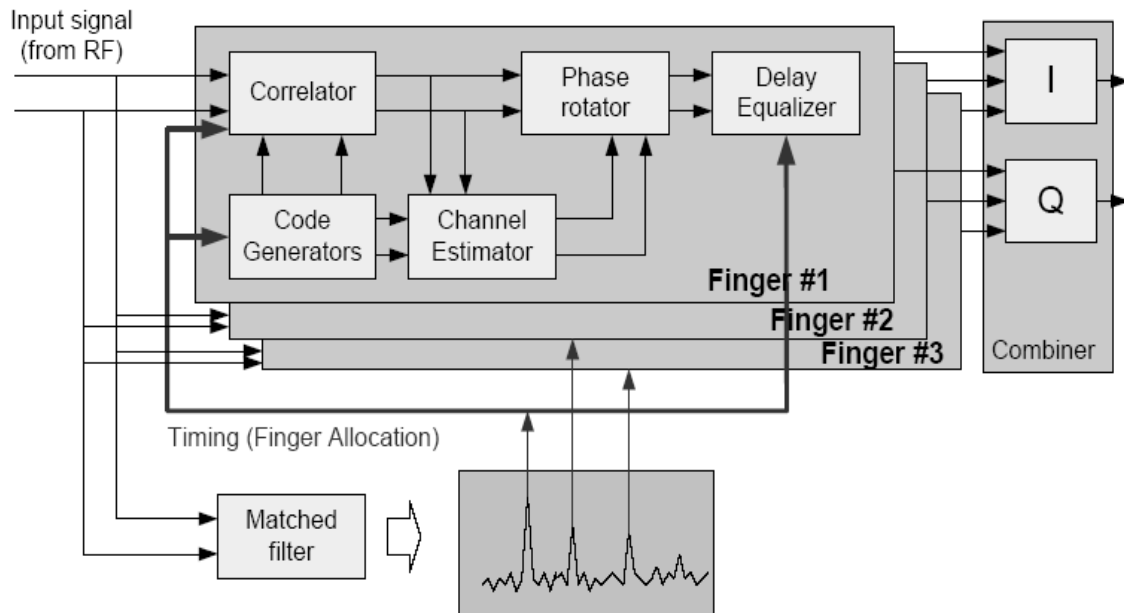 Input signal
(from RF)
Correlator
Phase
rotator
Delay
Equalizer
I
Code
Generators
Channel
Estimator
Q
Finger #1
Finger #2
Finger #3
Combiner
Timing (Finger Allocation)
Matched
filter